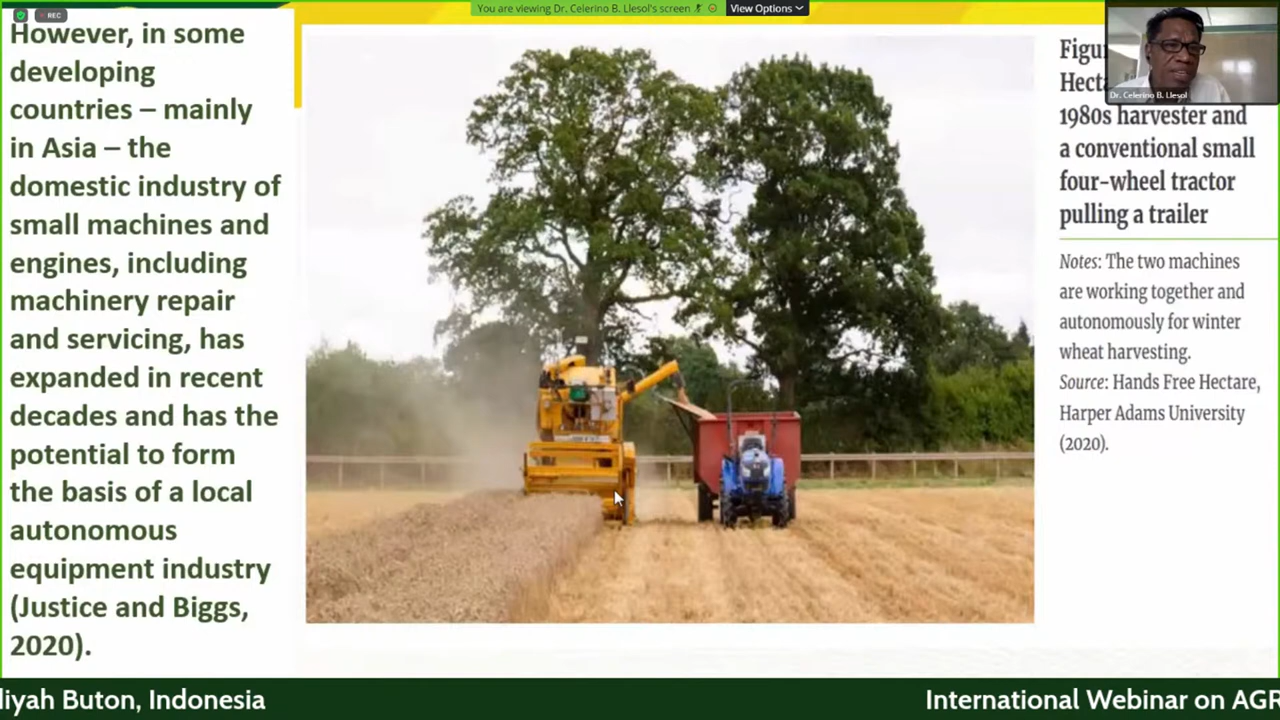 REC
You are viewing Dr. Celerino B. Llesol's screen
View Options
However, in some
developing
countries – mainly
in Asia – the
domestic industry of
small machines and
engines, including
machinery repair
and servicing, has
expanded in recent
decades and has the
potential to form
the basis of a local
autonomous
equipment industry
(Justice and Biggs,
2020).
Dr. Celerino B. Llesol
1980s harvester and
a conventional small
four-wheel tractor
pulling a trailer
Notes: The two machines
are working together and
autonomously for winter
wheat harvesting.
Source: Hands Free Hectare,
Harper Adams University
(2020).
liyah Buton, Indonesia
International Webinar on AGR